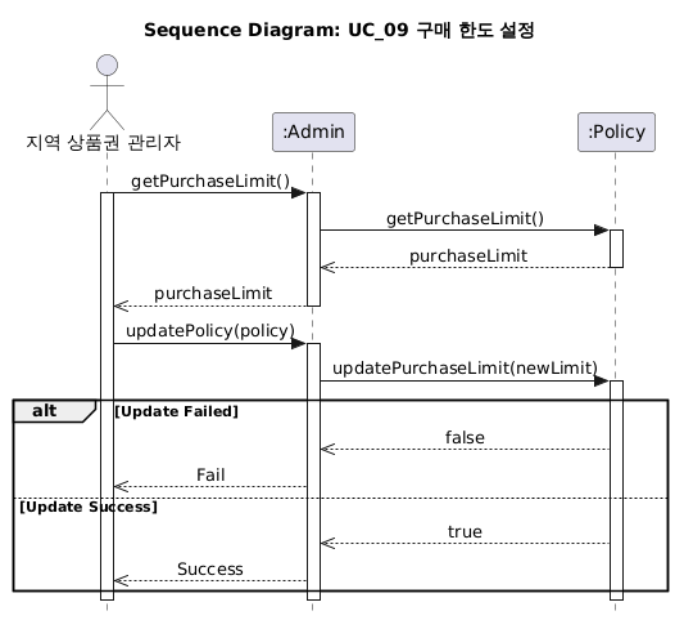 Sequence Diagram: UC_09 구매 한도 설정
지역 상품권 관리자
:Admin
:Policy
getPurchaseLimit()
getPurchaseLimit()
purchaseLimit
purchaseLimit
updatePolicy(policy)
updatePurchaseLimit(newLimit)
alt
[Update Failed]
false
Fail
[Update Success]
true
Success